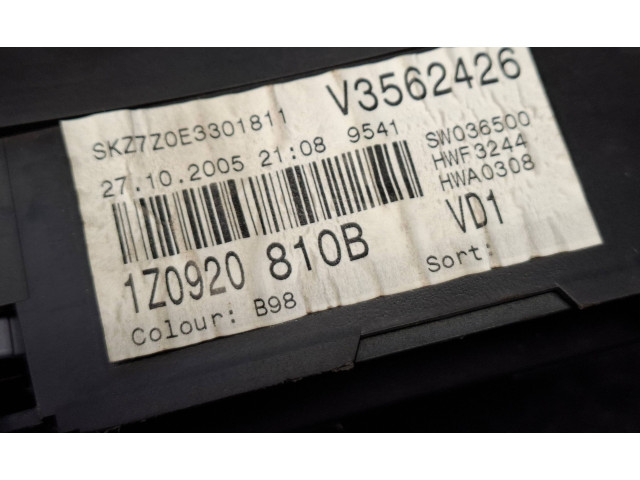 SKZ7Z0E3301811 V3562426
27.10.2005 21:08 9541
SW036500
HWF3244
HWA0308
1Z0920 810B VD1
Colour: B98 Sort: